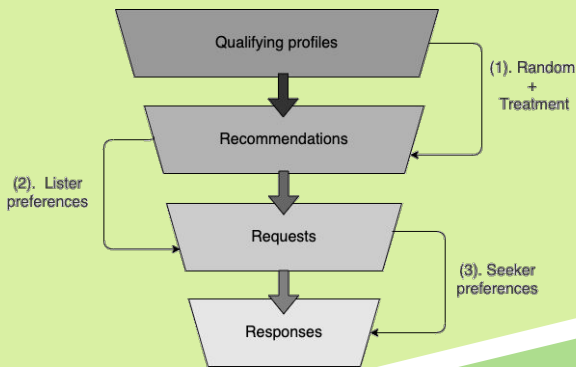 Qualifying profiles
(1). Random
+
Treatment
Recommendations
(2). Lister
preferences
Requests
(3). Seeker
preferences
Responses